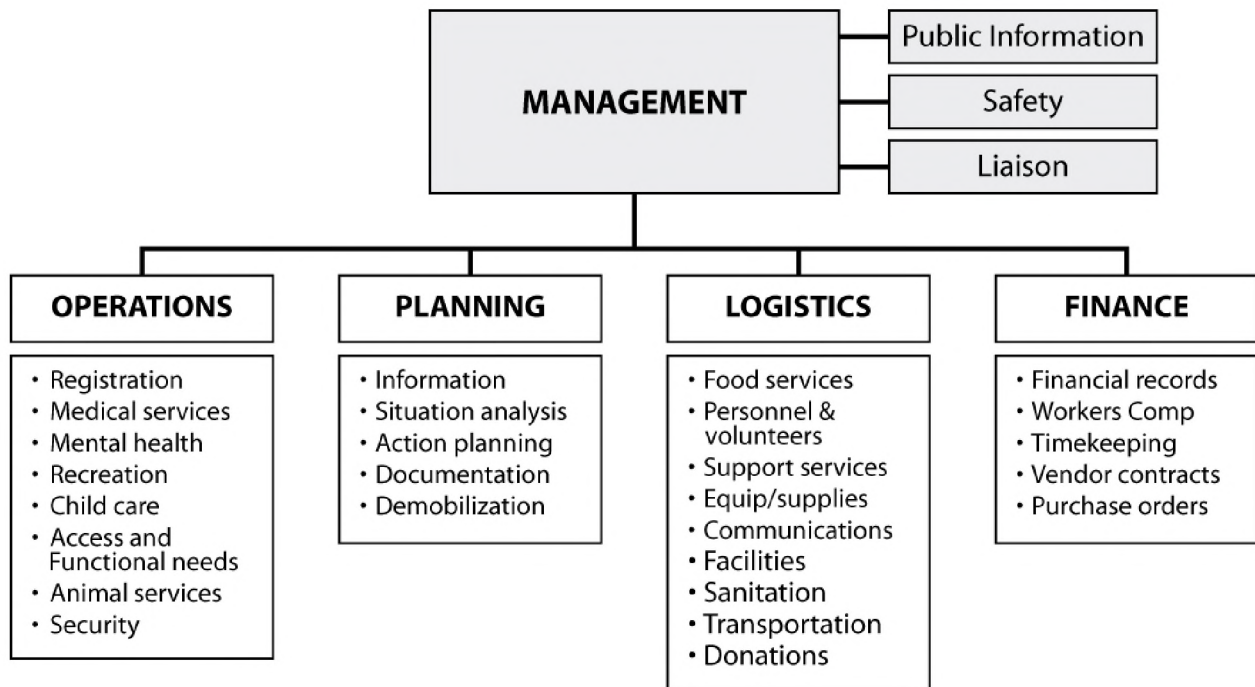 MANAGEMENT
Public Information
Safety
Liaison
OPERATIONS
• Registration
• Medical services
• Mental health
• Recreation
• Child care
• Access and
Functional needs
• Animal services
• Security
PLANNING
• Information
• Situation analysis
• Action planning
• Documentation
• Demobilization
LOGISTICS
• Food services
• Personnel &
volunteers
• Support services
• Equip/supplies
• Communications
• Facilities
• Sanitation
• Transportation
• Donations
FINANCE
• Financial records
• Workers Comp
• Timekeeping
• Vendor contracts
• Purchase orders